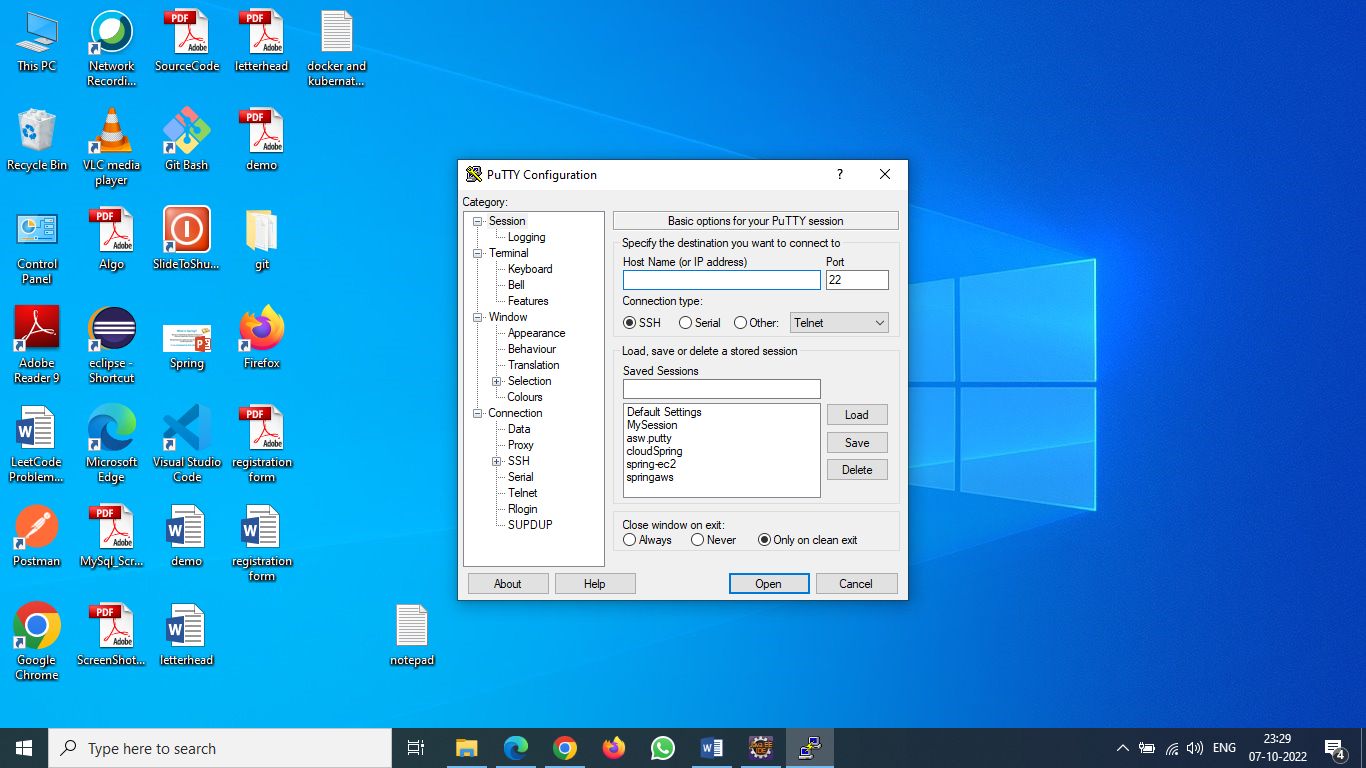 This PC
Network
Recordi...
PDF
Adobe
SourceCode
PDF
Adobe
letterhead
docker and
kubernat...
Recycle Bin
VLC media
player
Git Bash
PDF
Adobe
demo
Control
Panel
PDF
Adobe
Algo
SlideToShu...
git
Adobe
Reader 9
eclipse -
Shortcut
Spring
Firefox
LeetCode
Problem...
Microsoft
Edge
Visual Studio
Code
PDF
Adobe
registration
form
Postman
PDF
Adobe
MySql_Scr...
demo
registration
form
Google
Chrome
PDF
Adobe
ScreenShot...
letterhead
notepad
PuTTY Configuration
?
Category:
Session
Logging
Terminal
Keyboard
Bell
Features
Window
Appearance
Behaviour
Translation
Selection
Colours
Connection
Data
Proxy
SSH
Serial
Telnet
Rlogin
SUPDUP
Basic options for your PuTTY session
Specify the destination you want to connect to
Host Name (or IP address) Port
22
Connection type:
SSH Serial Other: Telnet
Load, save or delete a stored session
Saved Sessions
Default Settings
MySession
asw.putty
cloudSpring
spring-ec2
springaws
Load
Save
Delete
Close window on exit:
Always Never Only on clean exit
About Help Open Cancel
Type here to search
ENG
23:29
07-10-2022
4